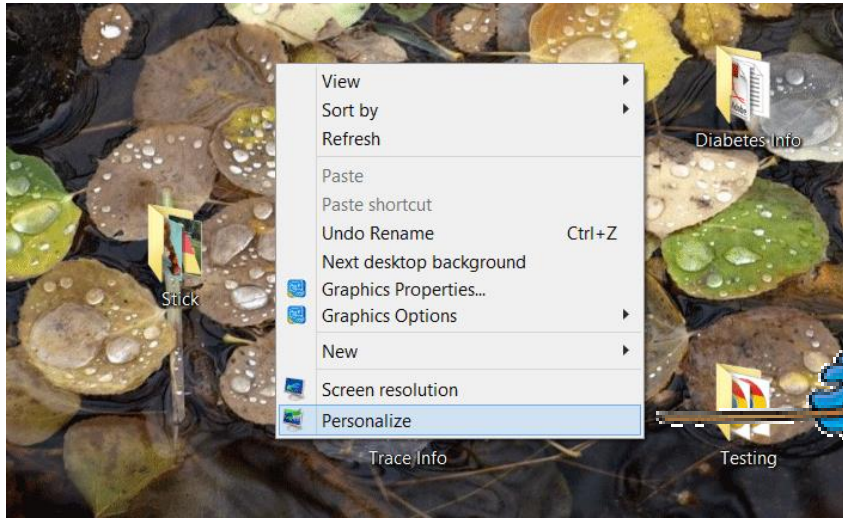 View
Sort by
Refresh
Paste
Paste shortcut
Undo Rename Ctrl+Z
Next desktop background
Graphics Properties...
Graphics Options
New
Screen resolution
Personalize
Diabetes Info
Stick
Trace Info
Testing